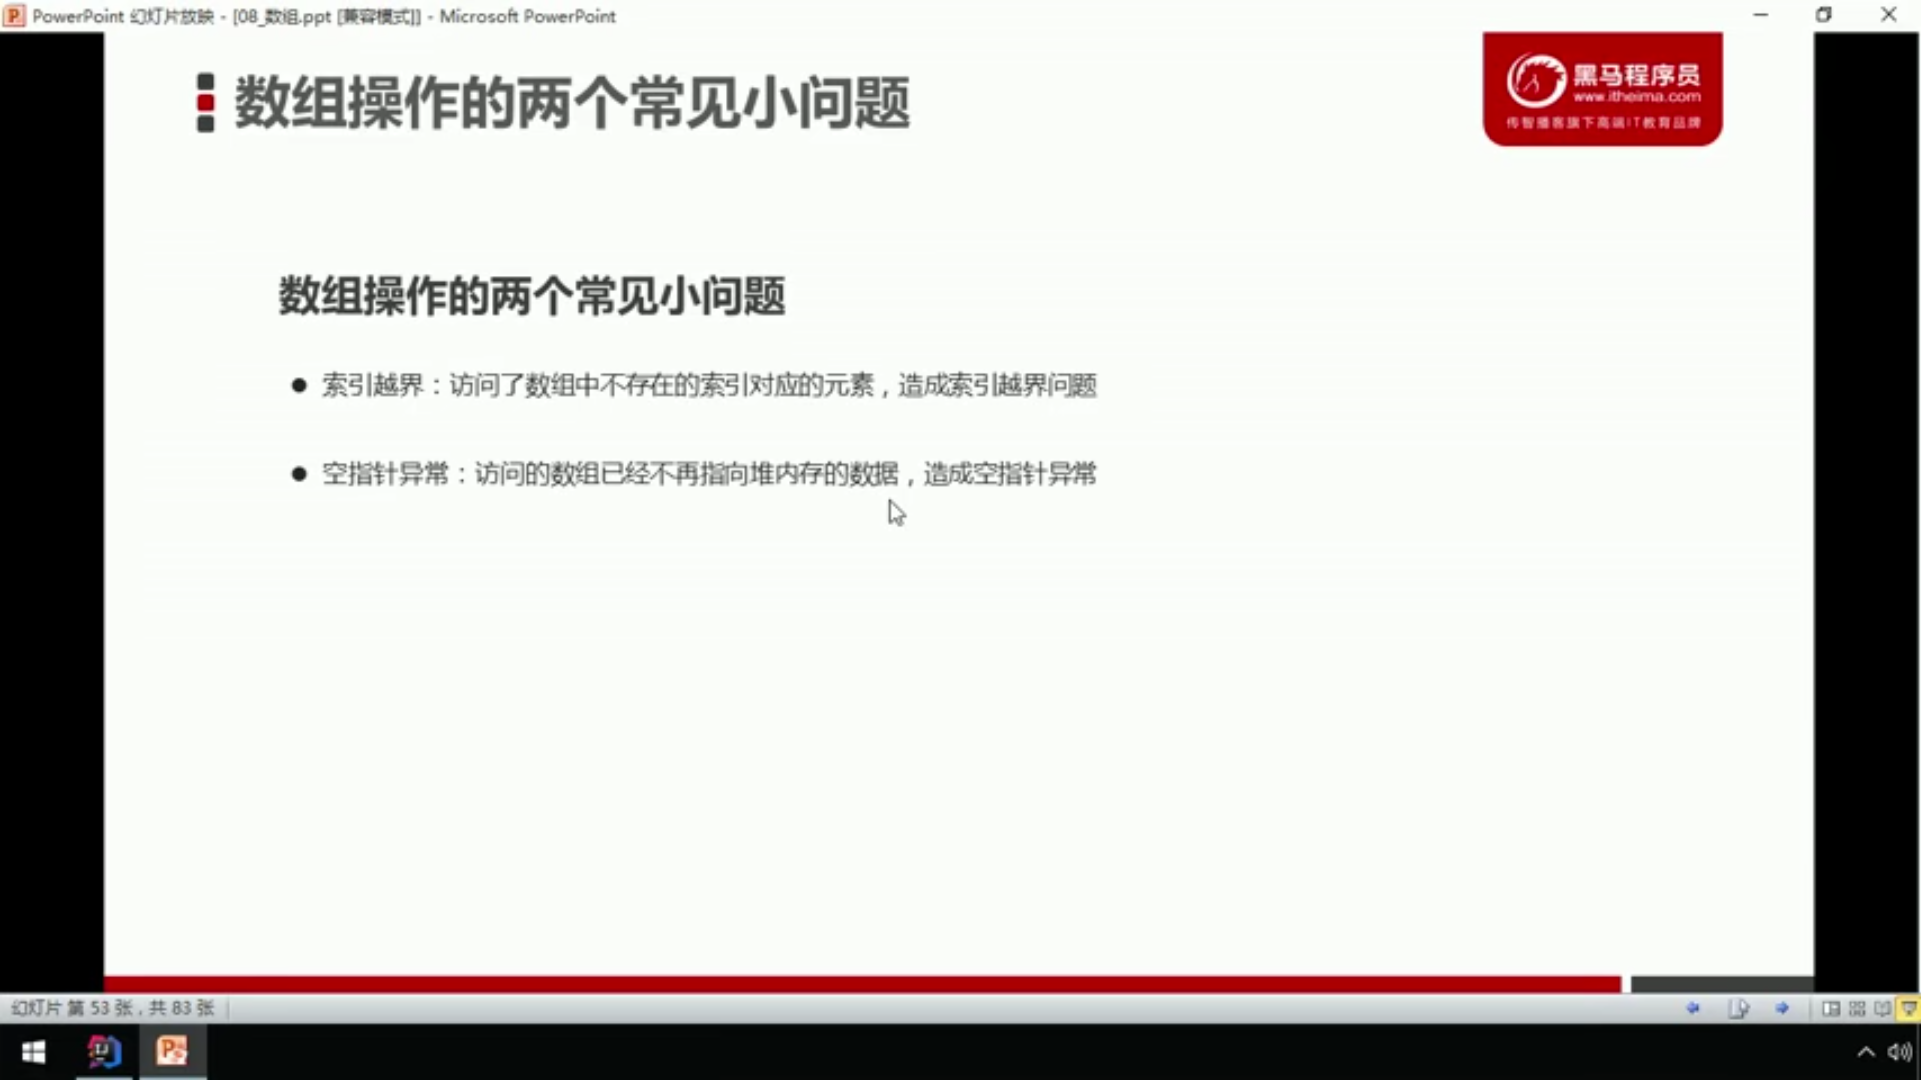 PowerPoint 幻灯片放映 - [08_数组.ppt [兼容模式]] - Microsoft PowerPoint
数组操作的两个常见小问题
黑马程序员
www.itheima.com
传智播客旗下高端IT教育品牌
数组操作的两个常见小问题
● 索引越界：访问了数组中不存在的索引对应的元素，造成索引越界问题
● 空指针异常：访问的数组已经不再指向堆内存的数据，造成空指针异常
幻灯片 第 53 张，共 83 张